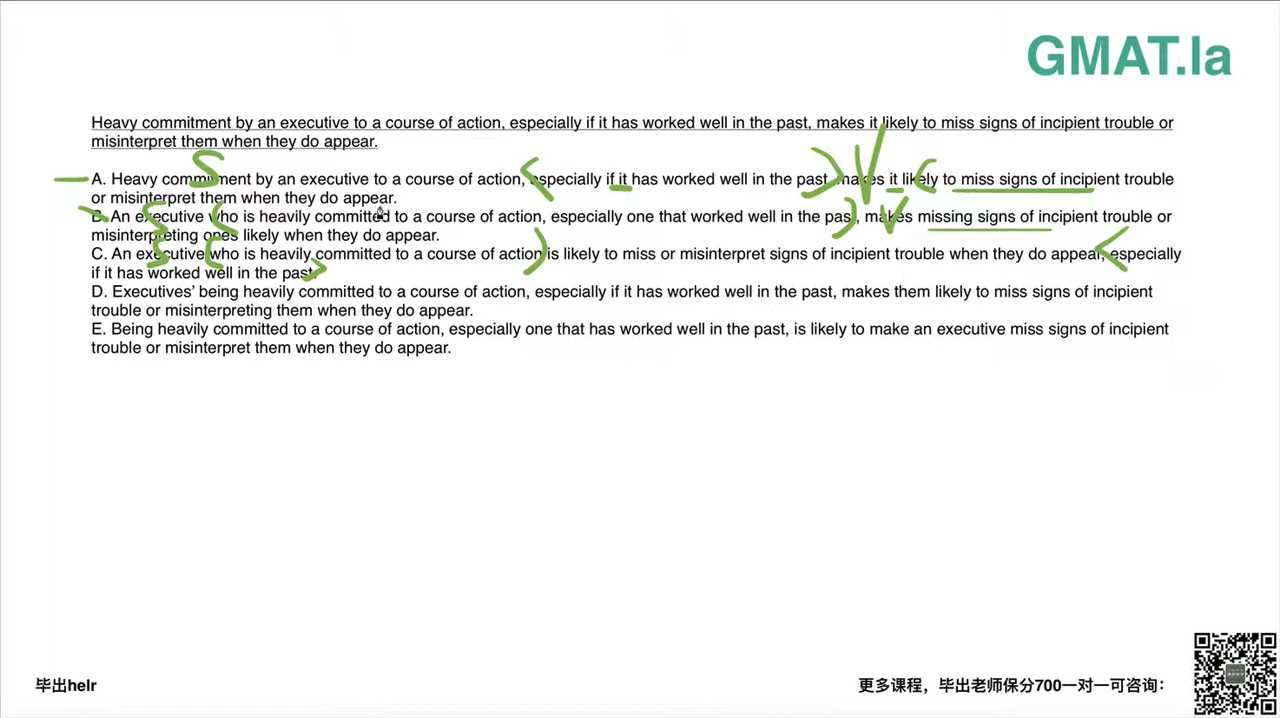 GMAT.la
Heavy commitment by an executive to a course of action, especially if it has worked well in the past, makes it likely to miss signs of incipient trouble or
misinterpret them when they do appear.
A. Heavy commitment by an executive to a course of action, especially if it has worked well in the past, makes it likely to miss signs of incipient trouble
or misinterpret them when they do appear.
B. An executive who is heavily committed to a course of action, especially one that worked well in the past, makes missing signs of incipient trouble or
misinterpreting ones likely when they do appear.
C. An executive who is heavily committed to a course of action is likely to miss or misinterpret signs of incipient trouble when they do appear, especially
if it has worked well in the past.
D. Executives’ being heavily committed to a course of action, especially if it has worked well in the past, makes them likely to miss signs of incipient
trouble or misinterpreting them when they do appear.
E. Being heavily committed to a course of action, especially one that has worked well in the past, is likely to make an executive miss signs of incipient
trouble or misinterpret them when they do appear.
毕出helr
更多课程，毕出老师保分700一对一可咨询：